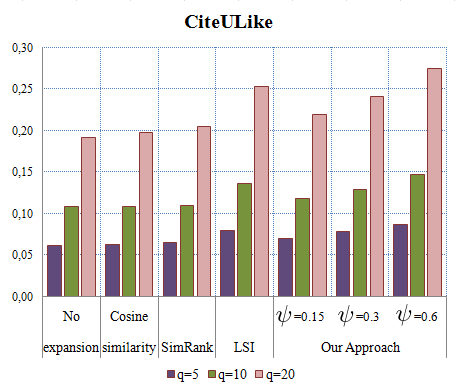 CiteULike
0,30
0,25
0,20
0,15
0,10
0,05
0,00
No Cosine ψ=0.15 ψ=0.3 ψ=0.6
expansion similarity SimRank LSI Our Approach
q=5 q=10 q=20